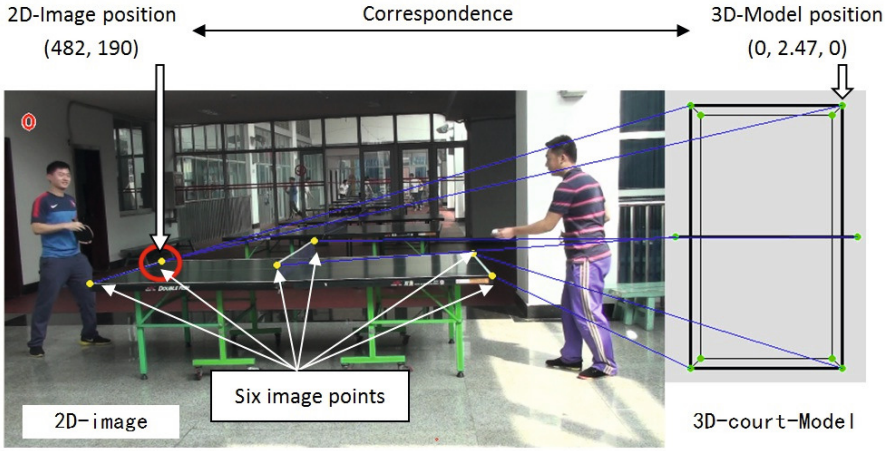 2D-Image position
Correspondence
3D-Model position
(482, 190)
(0, 2.47, 0)
0
DOUBLE FISH
Six image points
2D-image
3D-court-Model